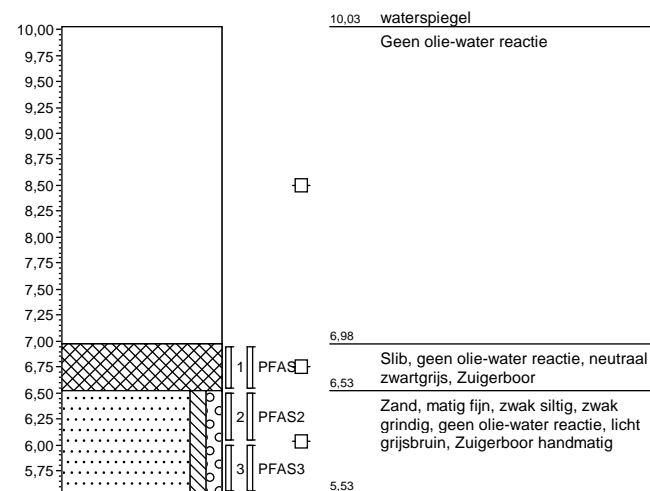 10,03 waterspiegel
10,00
Geen olie-water reactie
9,75
9,50
9,25
9,00
8,75
8,50
8,25
8,00
7,75
7,50
7,25
7,00
6,98
6,75
1 PFAS
Slib, geen olie-water reactie, neutraal
zwartgrijs, Zuigerboor
6,53
6,50
6,25
2 PFAS2
Zand, matig fijn, zwak siltig, zwak
grindig, geen olie-water reactie, licht
grijsbruin, Zuigerboor handmatig
6,00
5,75
3 PFAS3
5,53